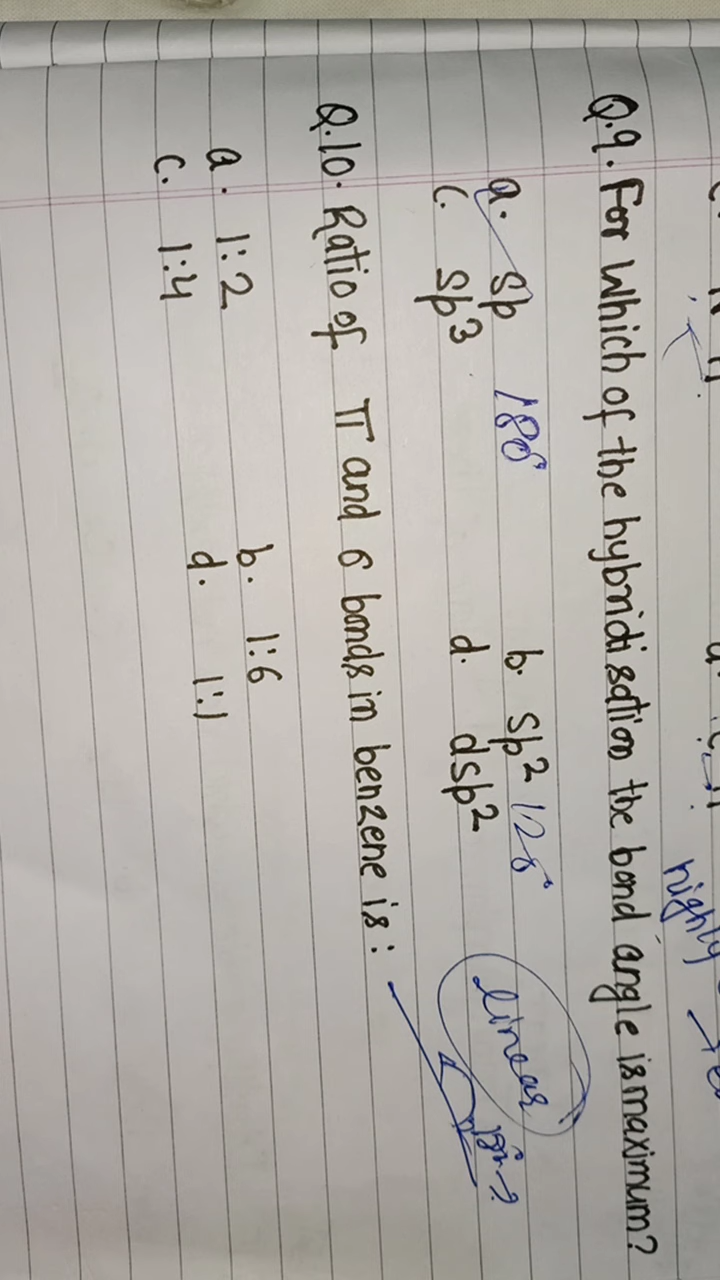 Q.9. For which of the hybridisation the bond angle is maximum?
a. sp 180° b. sp² 120°
c. sp³ d. dsp²
linear
Q.10. Ratio of π and σ bonds in benzene is:
a. 1:2 b. 1:6
c. 1:4 d. 1:1
highly